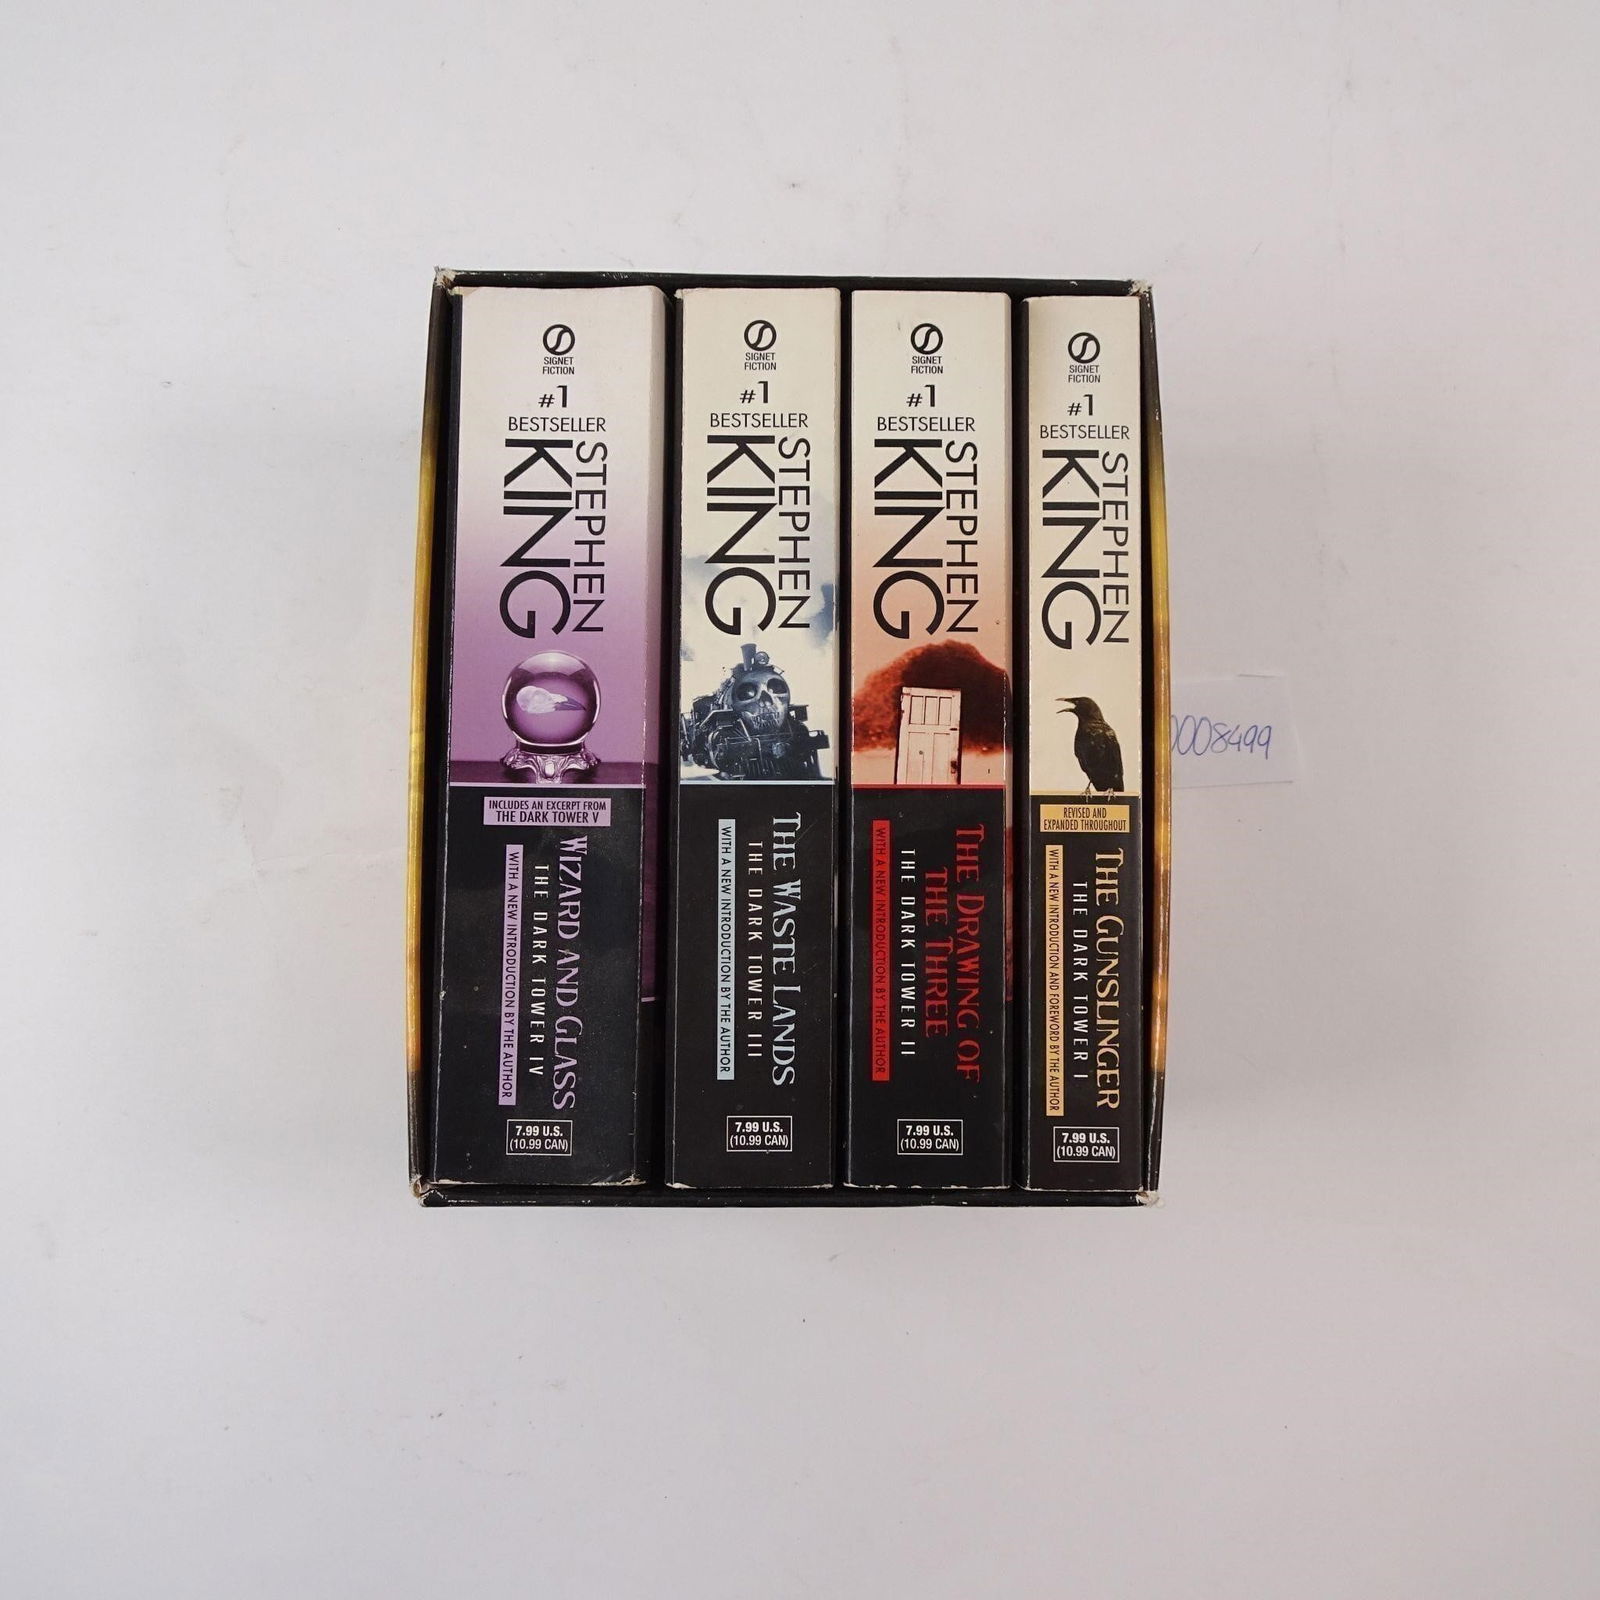 SIGNET
FICTION
#1
BESTSELLER
STEPHEN
KING
INCLUDES AN EXCERPT FROM
THE DARK TOWER V
WIZARD AND GLASS
THE DARK TOWER IV
WITH A NEW INTRODUCTION BY THE AUTHOR
7.99 U.S.
(10.99 CAN)
SIGNET
FICTION
#1
BESTSELLER
STEPHEN
KING
THE WASTE LANDS
THE DARK TOWER III
WITH A NEW INTRODUCTION BY THE AUTHOR
7.99 U.S.
(10.99 CAN)
SIGNET
FICTION
#1
BESTSELLER
STEPHEN
KING
THE DRAWING OF
THE THREE
THE DARK TOWER II
WITH A NEW INTRODUCTION BY THE AUTHOR
7.99 U.S.
(10.99 CAN)
SIGNET
FICTION
#1
BESTSELLER
STEPHEN
KING
REVISED AND
EXPANDED THROUGHOUT
THE GUNSLINGER
THE DARK TOWER I
WITH A NEW INTRODUCTION AND FOREWORD BY THE AUTHOR
7.99 U.S.
(10.99 CAN)
0008499